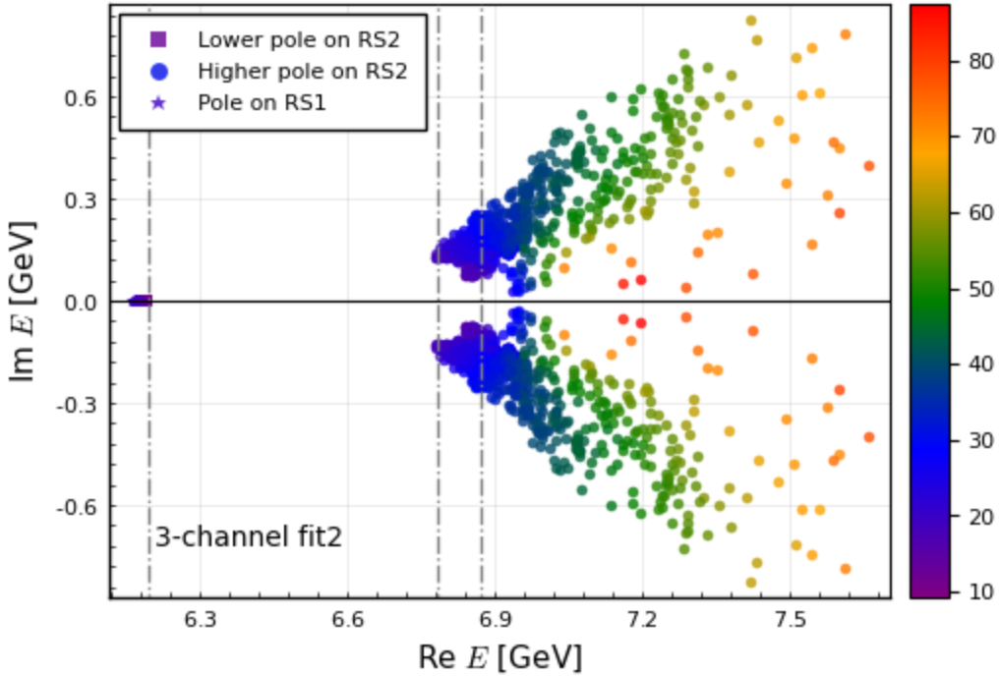 Lower pole on RS2
Higher pole on RS2
Pole on RS1
80
70
60
50
40
30
20
10
0.6
0.3
0.0
-0.3
-0.6
Im E [GeV]
3-channel fit2
6.3 6.6 6.9 7.2 7.5
Re E [GeV]